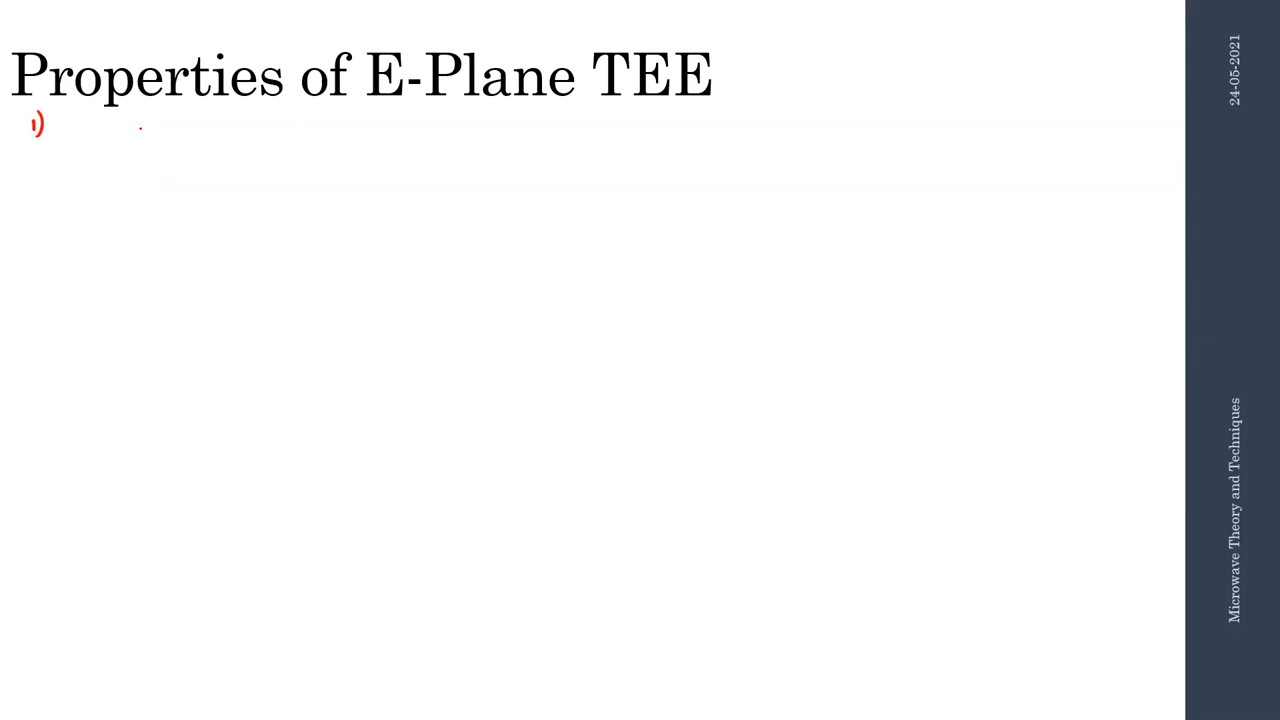 Properties of E-Plane TEE
1)
24-05-2021
Microwave Theory and Techniques